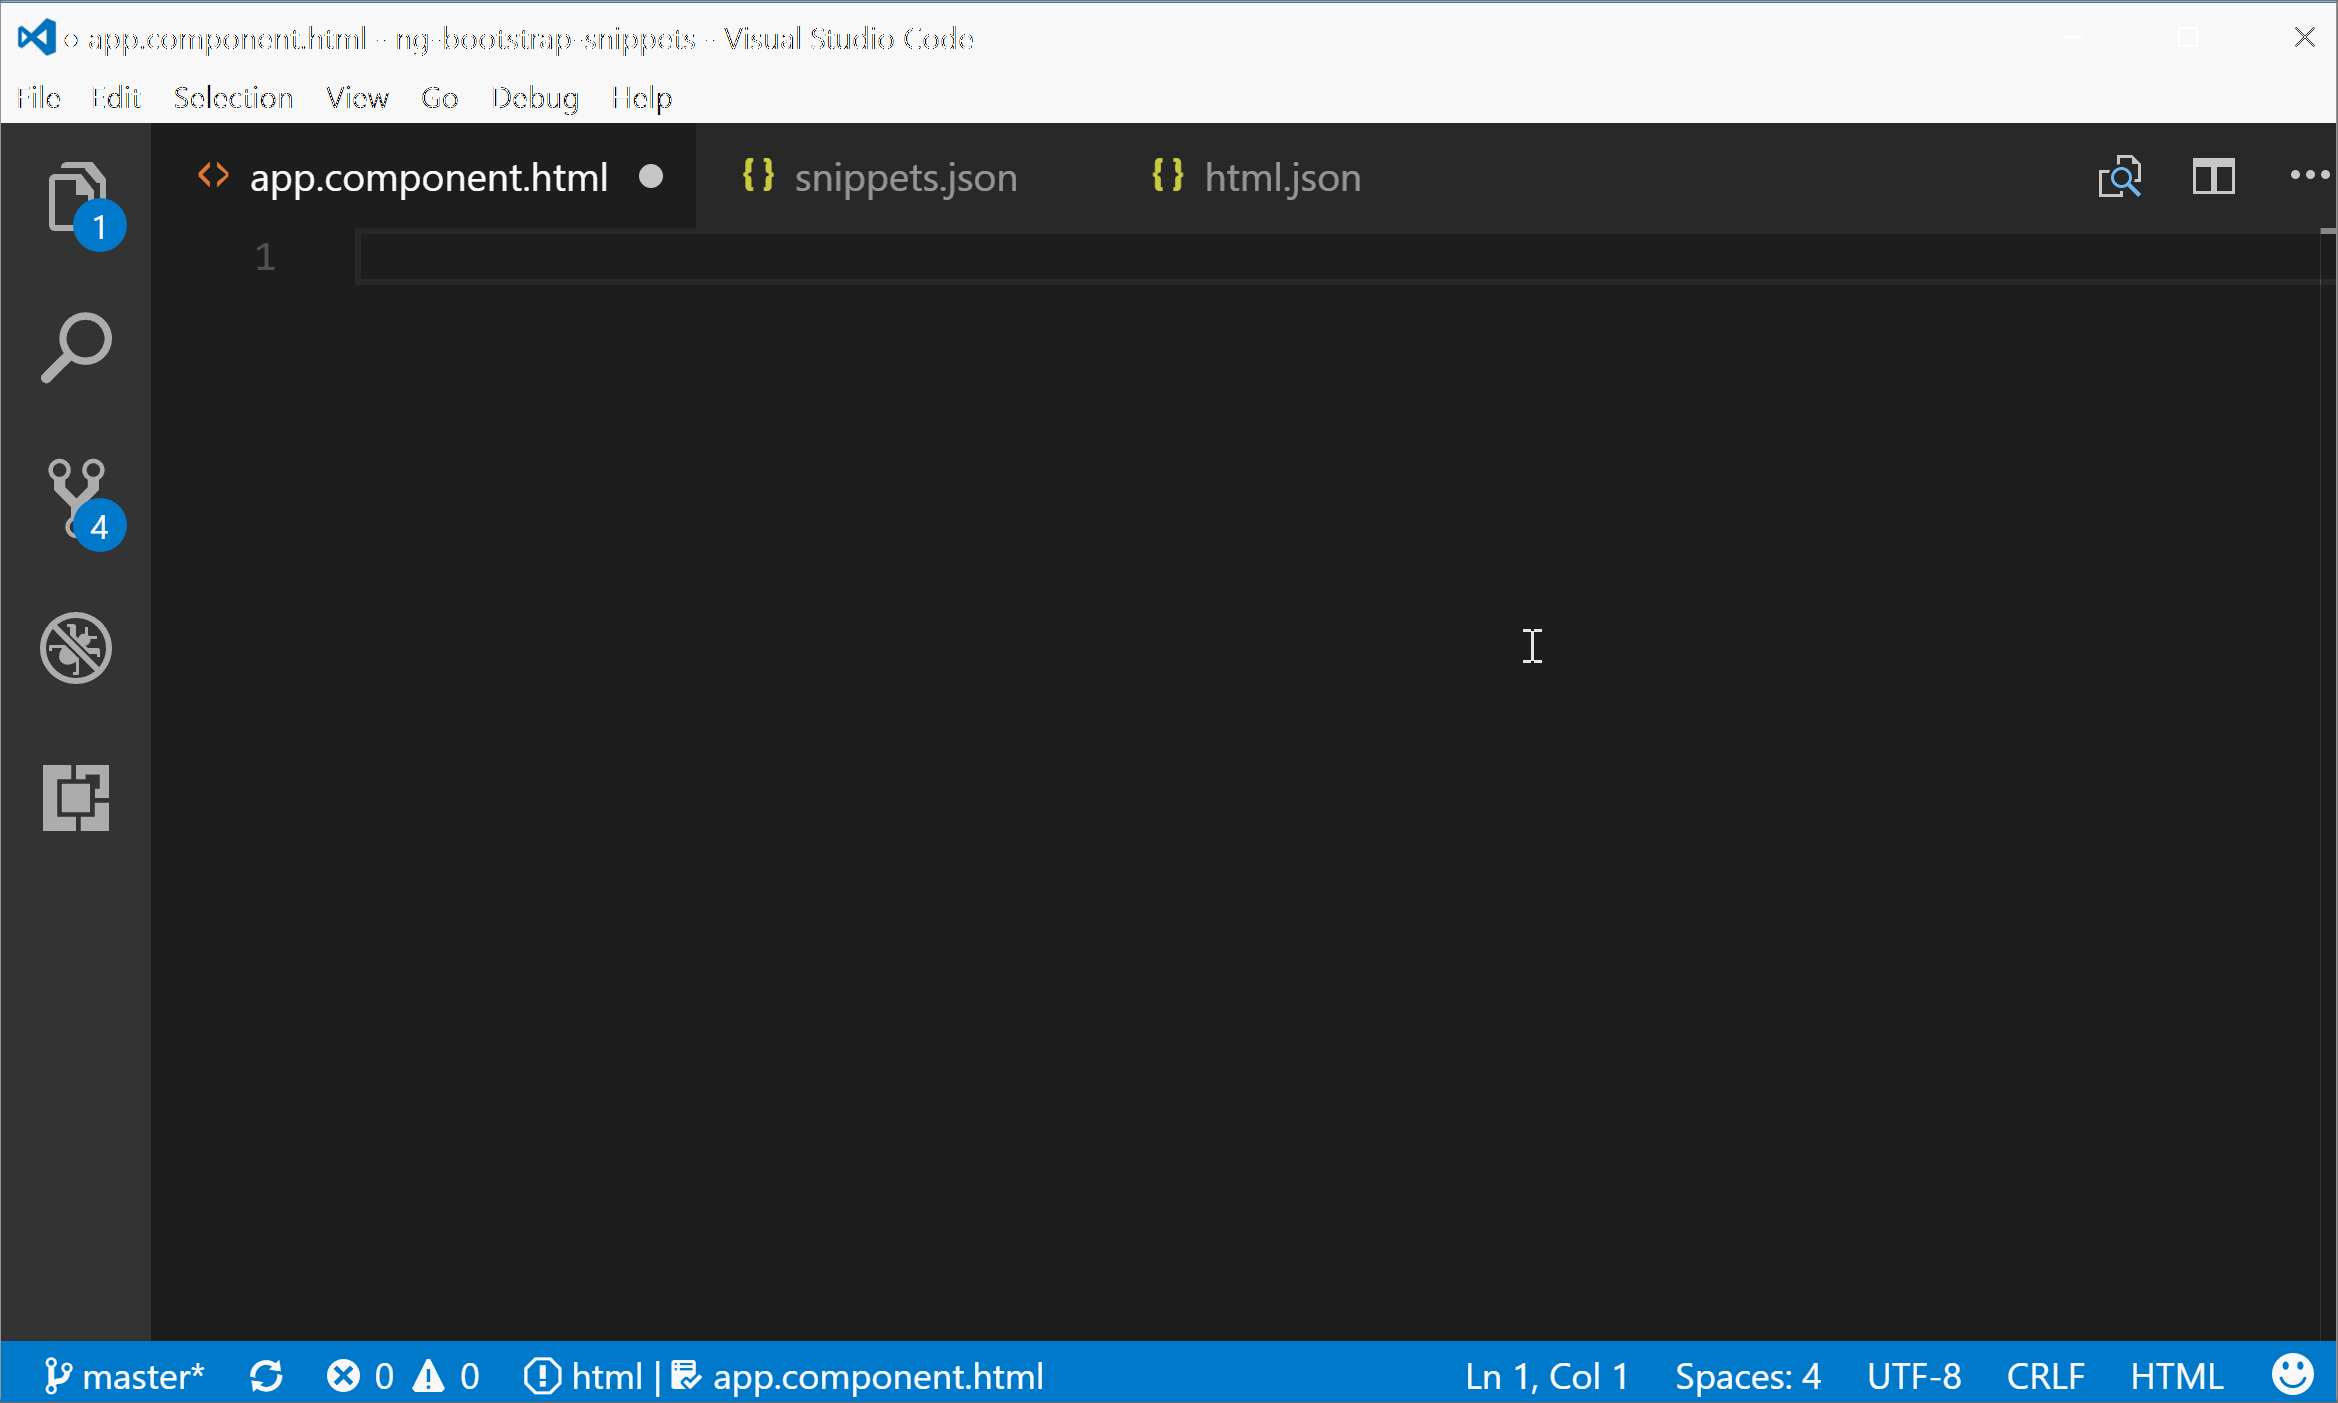 app.component.html - ng-bootstrap-snippets - Visual Studio Code
File Edit Selection View Go Debug Help
<> app.component.html ● {} snippets.json {} html.json
1
1
4
master* 0 0 html | app.component.html Ln 1, Col 1 Spaces: 4 UTF-8 CRLF HTML